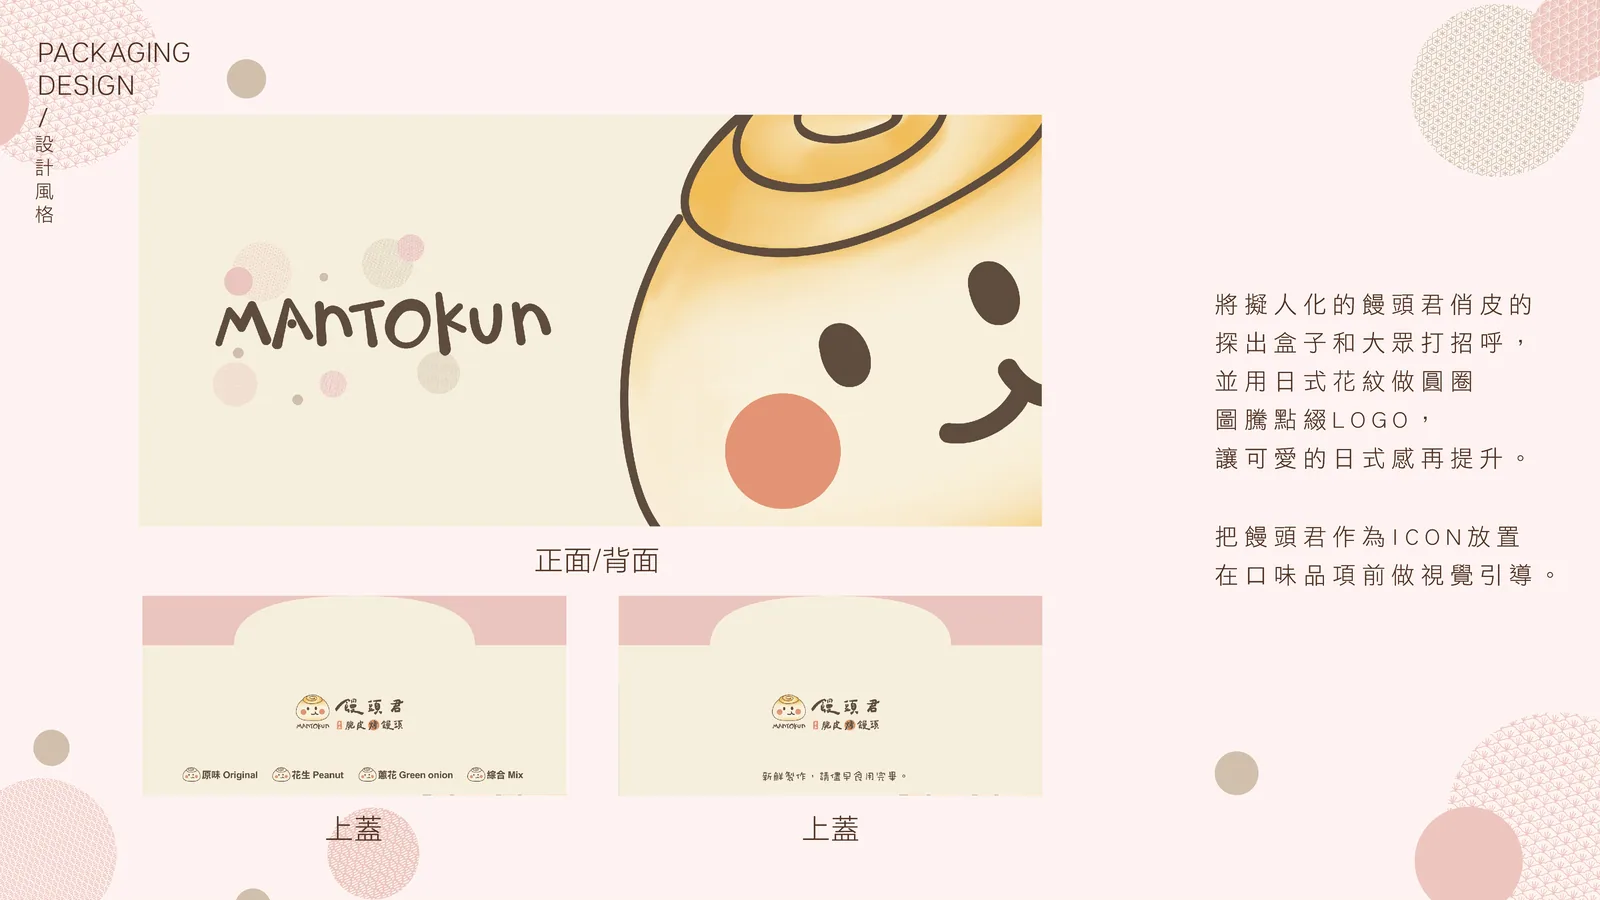 PACKAGING
DESIGN
/
設計風格
MANTOKUN
正面/背面
饅頭君
MANTOKUN
脆皮爆饅頭
原味 Original
花生 Peanut
蔥花 Green onion
綜合 Mix
上蓋
饅頭君
MANTOKUN
脆皮爆饅頭
新鮮製作，請儘早食用完畢。
上蓋
將擬人化的饅頭君俏皮的
探出盒子和大眾打招呼，
並用日式花紋做圓圈
圖騰點綴LOGO，
讓可愛的日式感再提升。
把饅頭君作為ICON放置
在口味品項前做視覺引導。